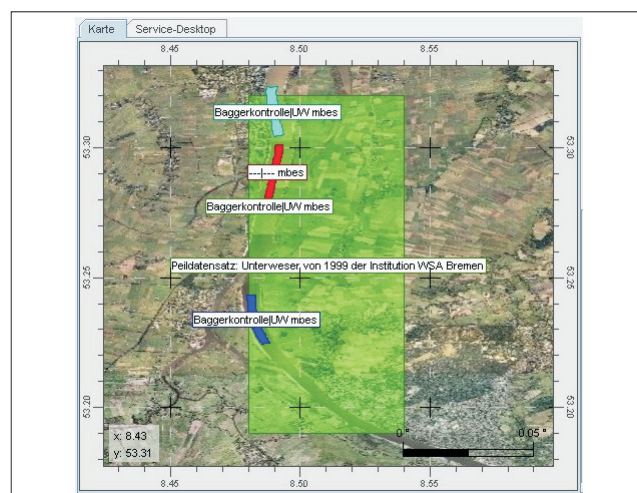 Karte
Service-Desktop
8.45 8.50 8.55
Baggerkontrolle|UW mbes
53.30 53.30
---|--- mbes
Baggerkontrolle|UW mbes
Peildatensatz: Unterweser von 1999 der Institution WSA Bremen
53.25 53.25
Baggerkontrolle|UW mbes
53.20 53.20
x: 8.43
y: 53.31
0 ° 0.05 °
8.45 8.50 8.55